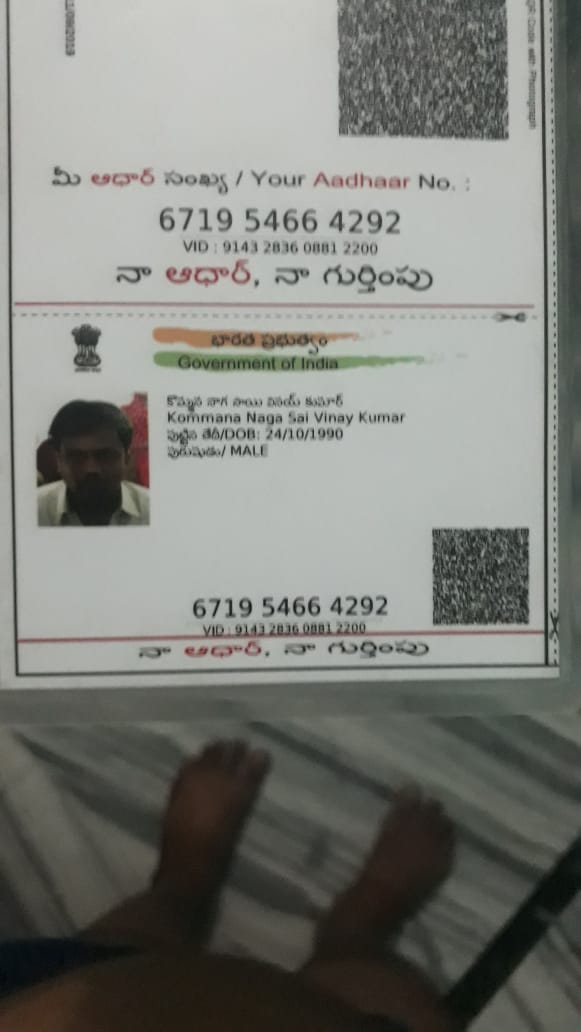 మీ ఆధార్ సంఖ్య / Your Aadhaar No. :
6719 5466 4292
VID : 9143 2836 0881 2200
నా ఆధార్, నా గుర్తింపు
భారత ప్రభుత్వం
Government of India
కొమ్మన నాగ సాయి వినయ్ కుమార్
Kommana Naga Sai Vinay Kumar
పుట్టిన తేదీ/DOB: 24/10/1990
పురుషుడు/ MALE
6719 5466 4292
VID : 9143 2836 0881 2200
నా ఆధార్, నా గుర్తింపు